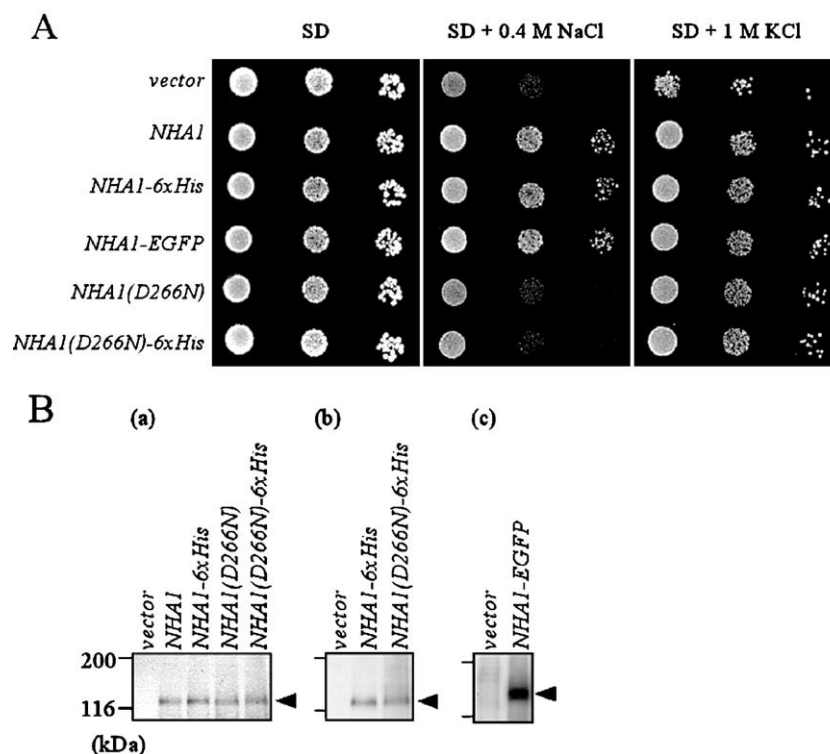 A
SD
SD + 0.4 M NaCl
SD + 1 M KCl
vector
NHA1
NHA1-6xHis
NHA1-EGFP
NHA1(D266N)
NHA1(D266N)-6xHis
B
(a)
(b)
(c)
vector
NHA1
NHA1-6xHis
NHA1(D266N)
NHA1(D266N)-6xHis
vector
NHA1-6xHis
NHA1(D266N)-6xHis
vector
NHA1-EGFP
200
116
(kDa)